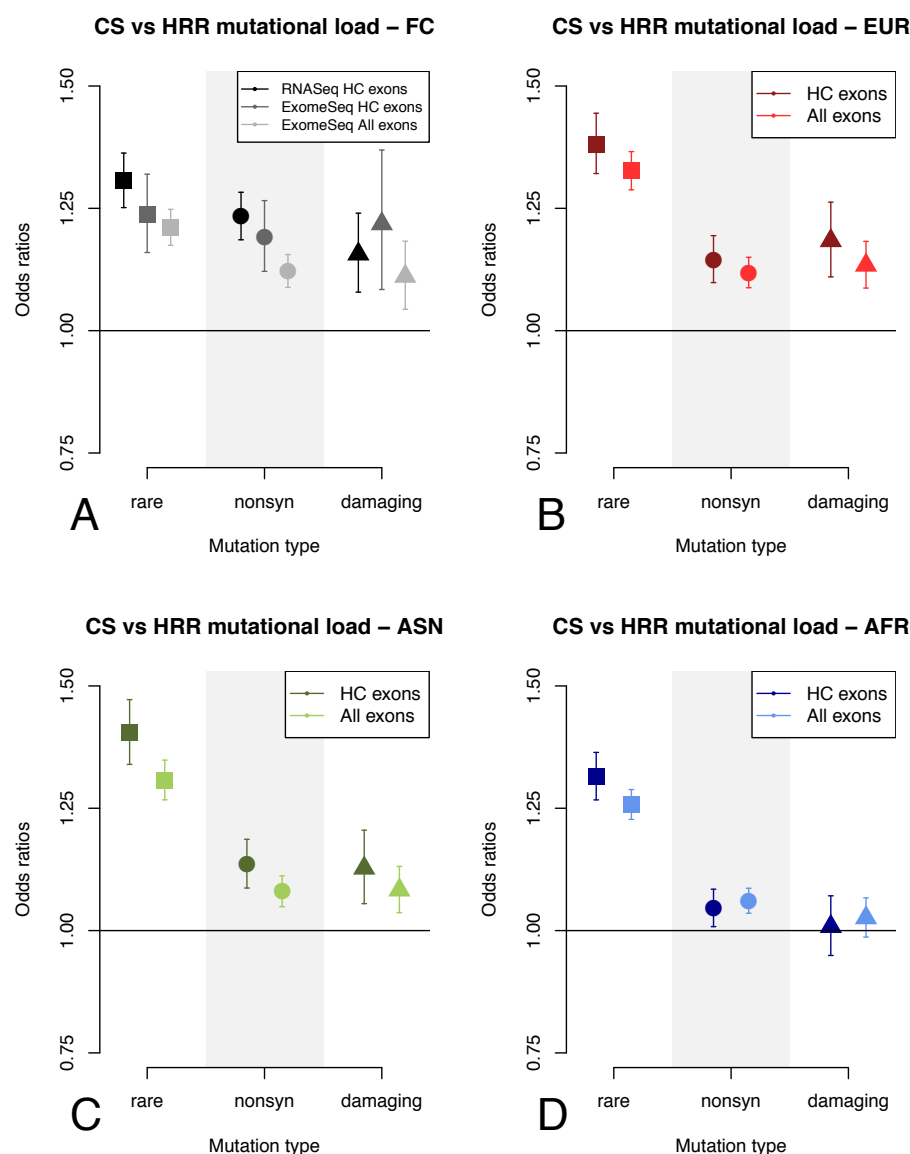 CS vs HRR mutational load – FC
1.50
1.25
1.00
0.75
Odds ratios
RNASeq HC exons
ExomeSeq HC exons
ExomeSeq All exons
rare nonsyn damaging
Mutation type
A
CS vs HRR mutational load – EUR
1.50
1.25
1.00
0.75
Odds ratios
HC exons
All exons
rare nonsyn damaging
Mutation type
B
CS vs HRR mutational load – ASN
1.50
1.25
1.00
0.75
Odds ratios
HC exons
All exons
rare nonsyn damaging
Mutation type
C
CS vs HRR mutational load – AFR
1.50
1.25
1.00
0.75
Odds ratios
HC exons
All exons
rare nonsyn damaging
Mutation type
D